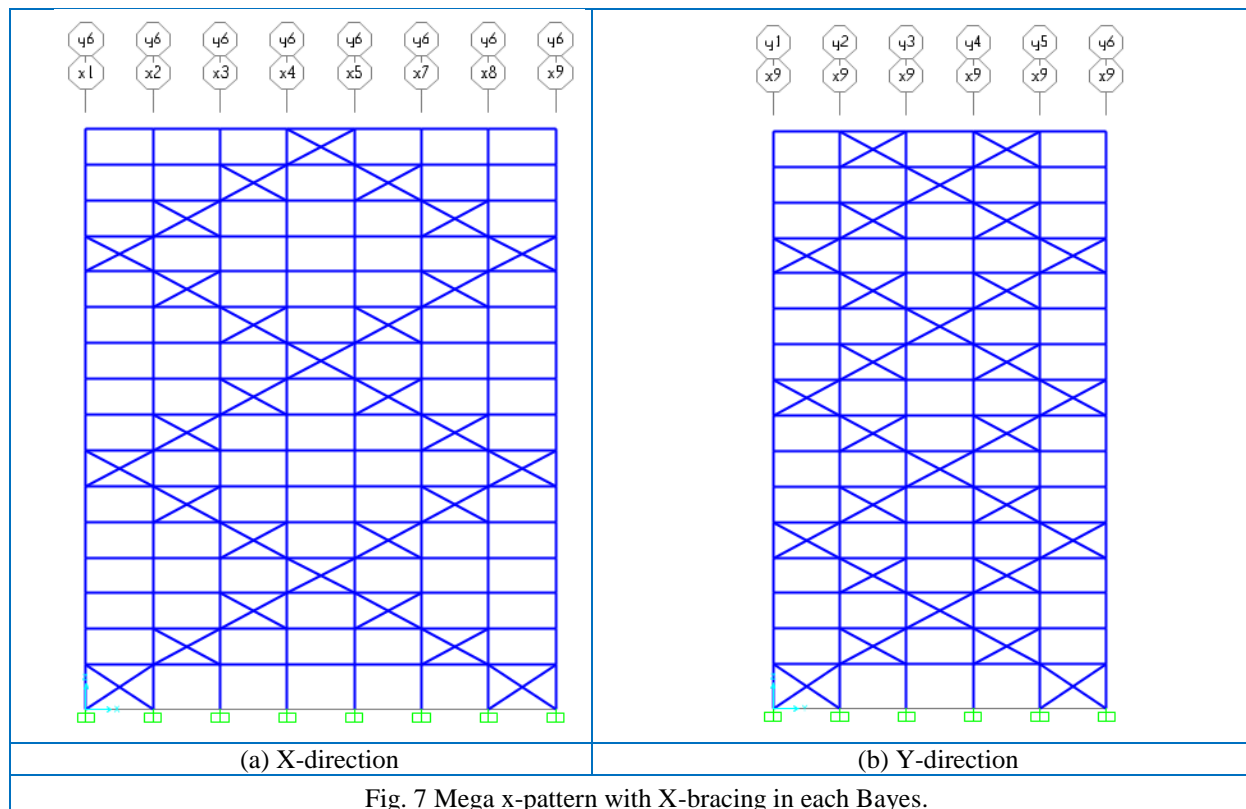 y6 y6 y6 y6 y6 y6 y6 y6
x1 x2 x3 x4 x5 x7 x8 x9
y1 y2 y3 y4 y5 y6
x9 x9 x9 x9 x9 x9
(a) X-direction
(b) Y-direction
Fig. 7 Mega x-pattern with X-bracing in each Bayes.